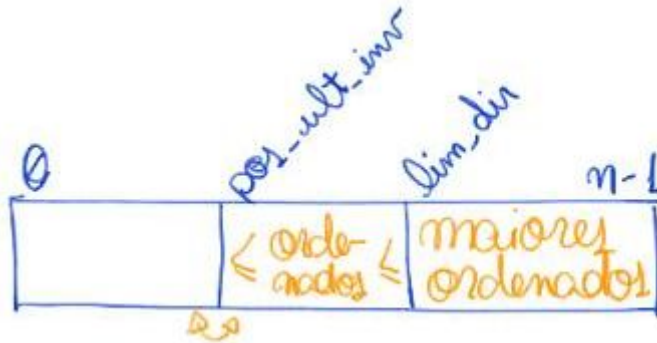 pos_ult_inv
lim_dir
0
n-1
≤ orde-
nados ≤
maiores
ordenados